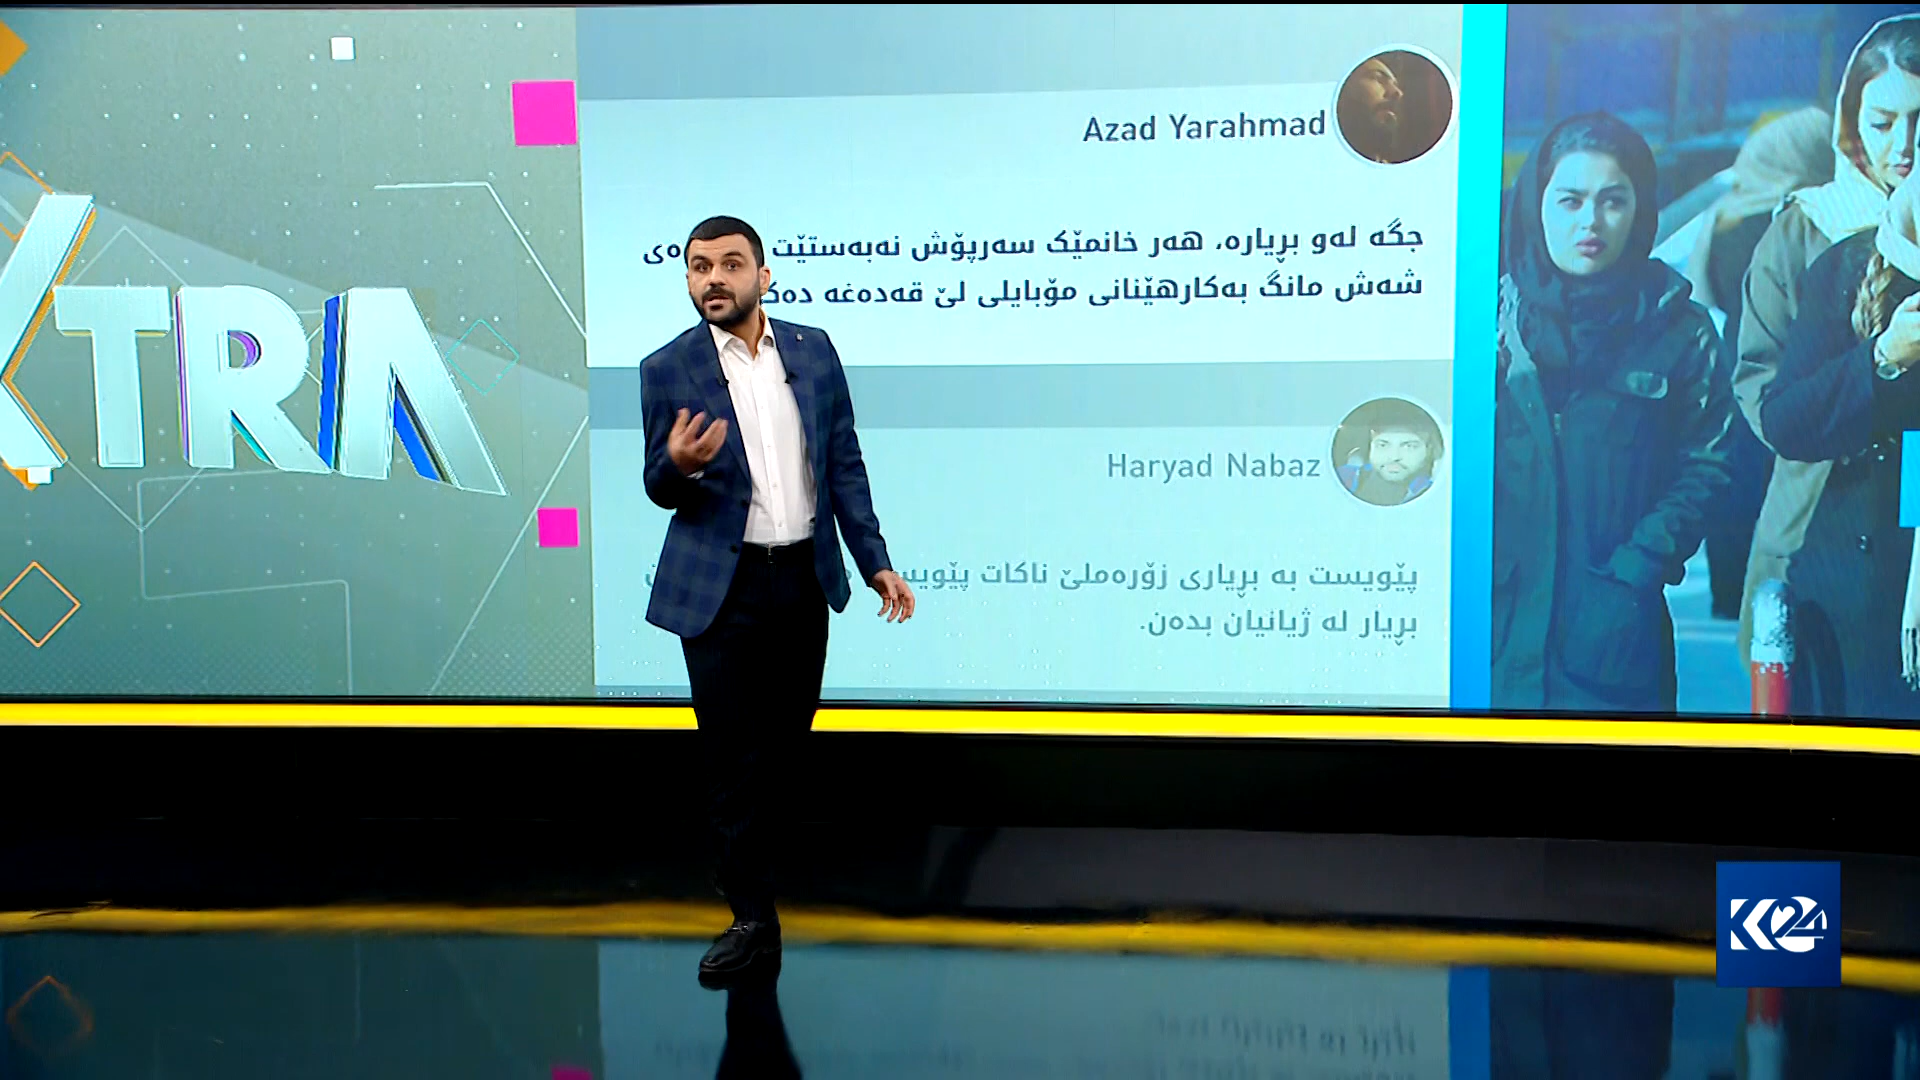 XTRA
Azad Yarahmad
جگە لەو بڕیارە، هەر خانمێک سەرپۆش نەبەستێت
شەش مانگ بەکارهێنانی مۆبایلی لێ قەدەغە
Haryad Nabaz
پێویست بە بڕیاری زۆرەملێ ناکات
بڕیار لە ژیانیان بدەن.
K24